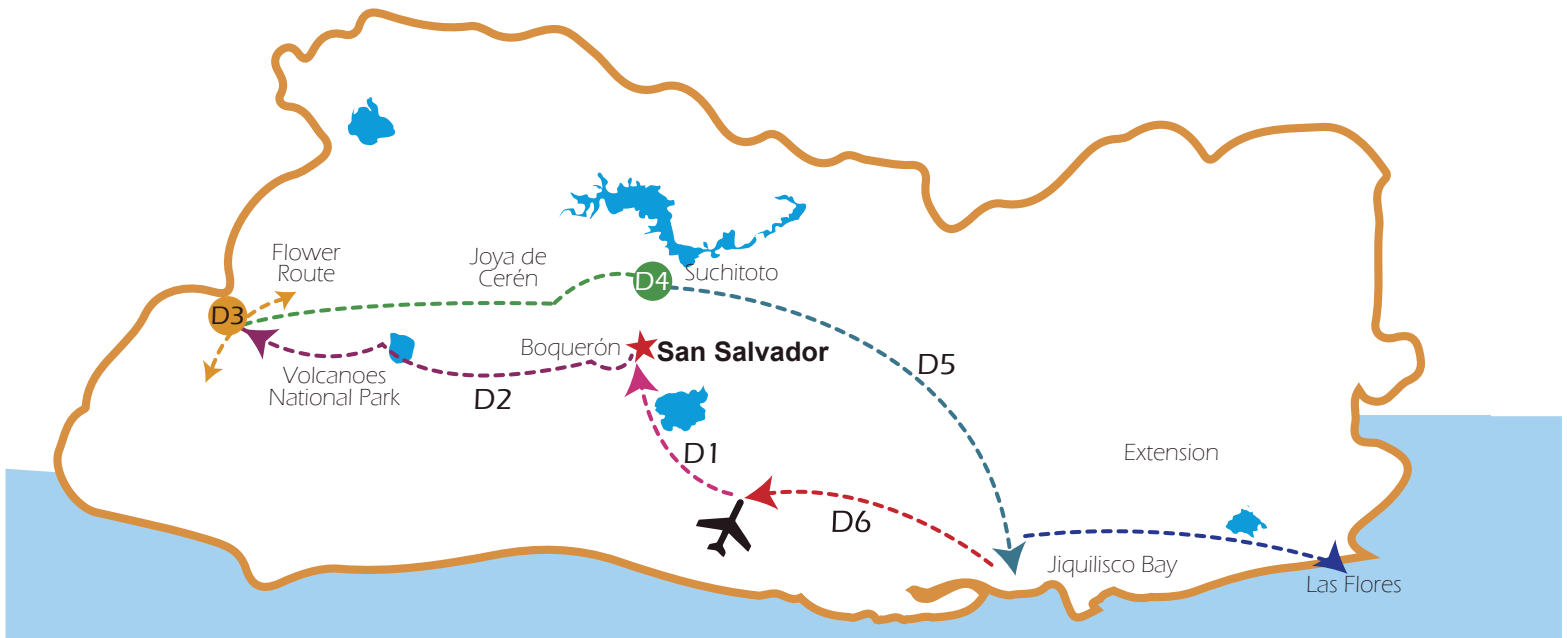 Flower
Route
Joya de
Cerén
D4
Suchitoto
D3
Boquerón
San Salvador
Volcanoes
National Park
D2
D5
D1
Extension
D6
Jiquilisco Bay
Las Flores